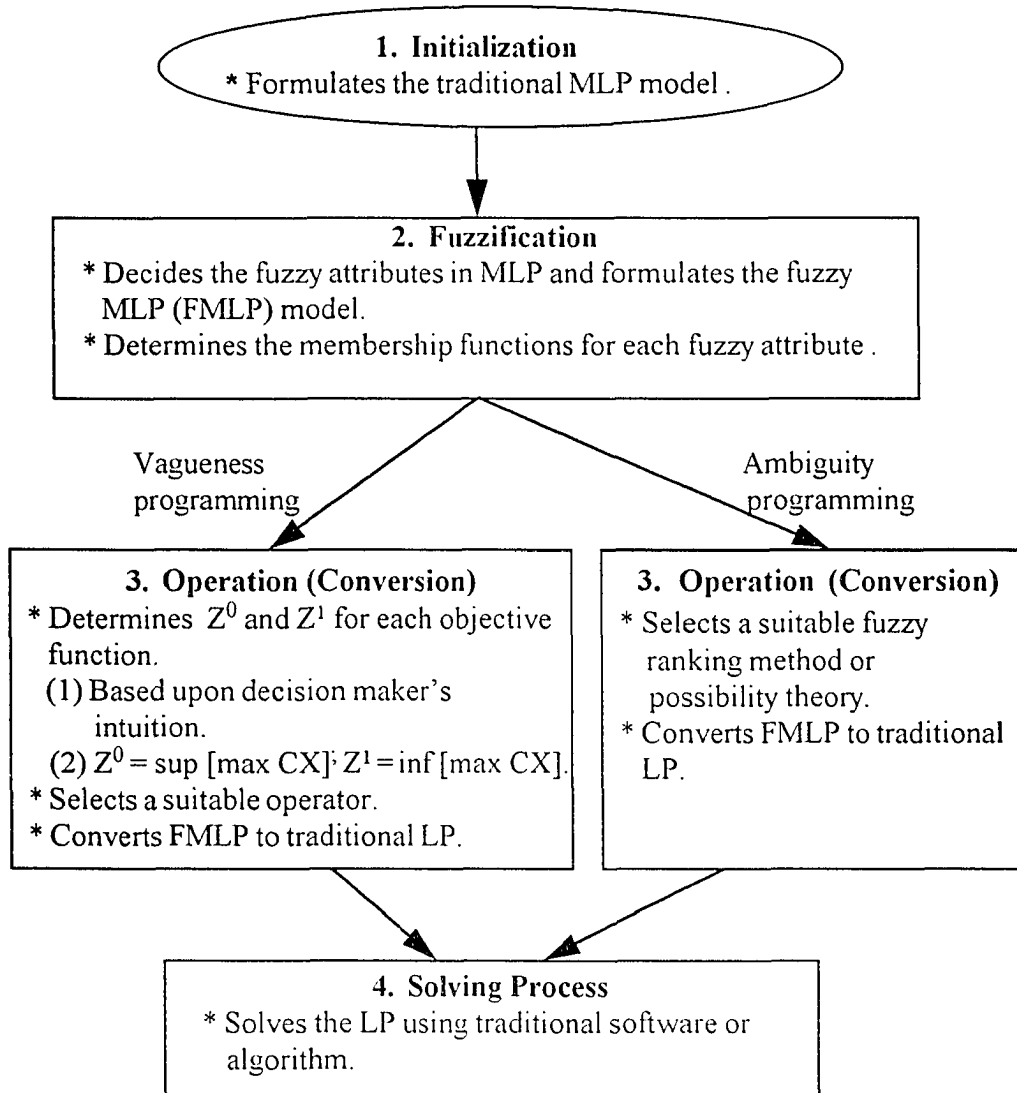 1. Initialization
* Formulates the traditional MLP model .
2. Fuzzification
* Decides the fuzzy attributes in MLP and formulates the fuzzy
MLP (FMLP) model.
* Determines the membership functions for each fuzzy attribute .
Vagueness
programming
Ambiguity
programming
3. Operation (Conversion)
* Determines Z⁰ and Z¹ for each objective
function.
(1) Based upon decision maker's
intuition.
(2) Z⁰ = sup [max CX]; Z¹ = inf [max CX].
* Selects a suitable operator.
* Converts FMLP to traditional LP.
3. Operation (Conversion)
* Selects a suitable fuzzy
ranking method or
possibility theory.
* Converts FMLP to traditional
LP.
4. Solving Process
* Solves the LP using traditional software or
algorithm.